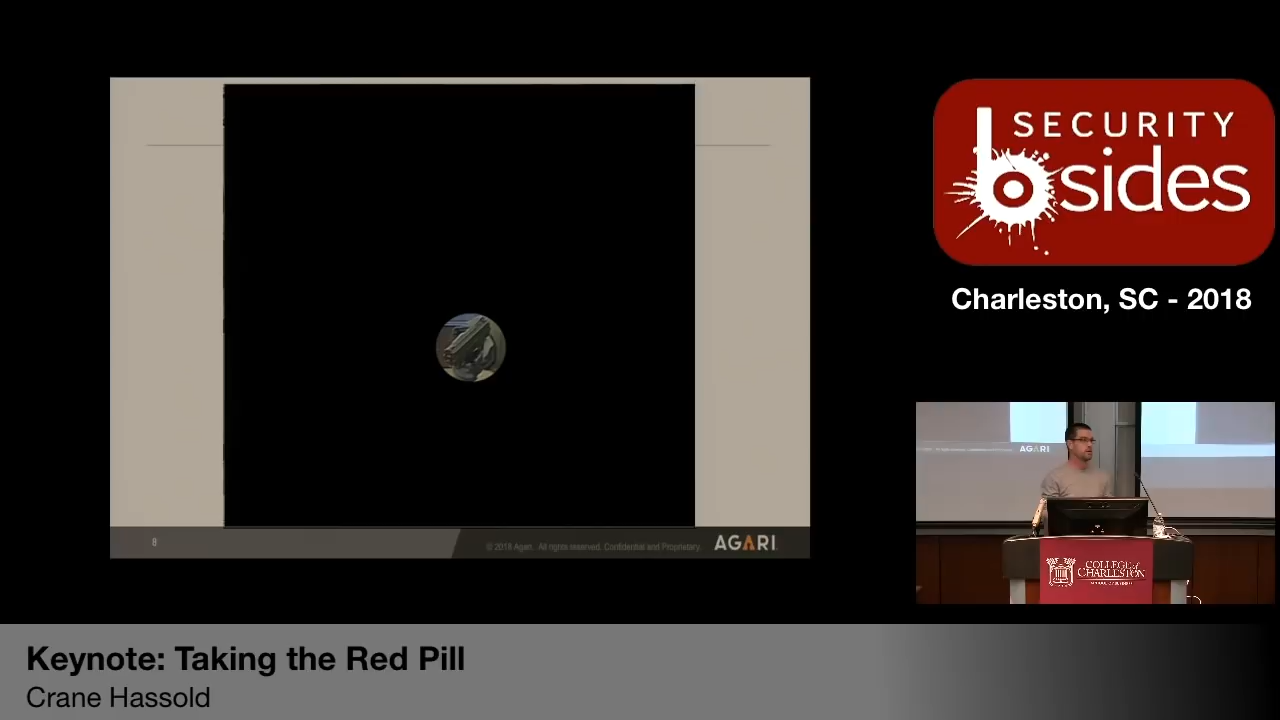 SECURITY
bsides
Charleston, SC - 2018
AGARI
COLLEGE of
CHARLESTON
8
© 2018 Agari. All rights reserved. Confidential and Proprietary.
AGARI
Keynote: Taking the Red Pill
Crane Hassold